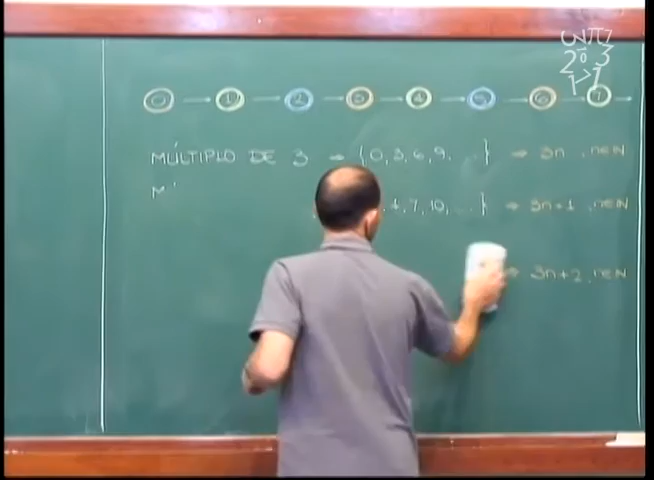 0 → 1 → 2 → 3 → 4 → 5 → 6 → 7 →
MÚLTIPLO DE 3 → {0,3,6,9,...} → 3n , n∈N
M'
1,4,7,10,...} → 3n+1 , n∈N
→ 3n+2, n∈N